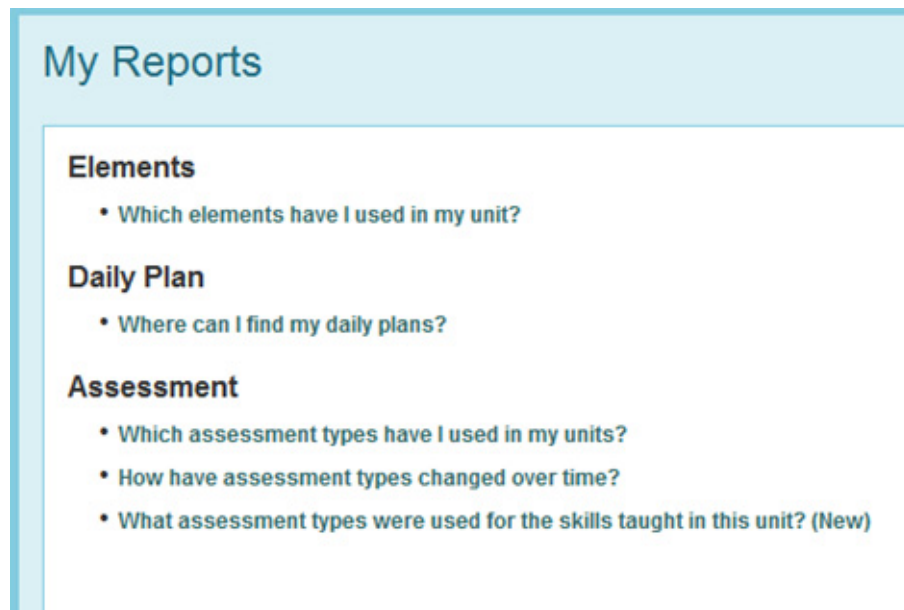 My Reports
Elements
• Which elements have I used in my unit?
Daily Plan
• Where can I find my daily plans?
Assessment
• Which assessment types have I used in my units?
• How have assessment types changed over time?
• What assessment types were used for the skills taught in this unit? (New)